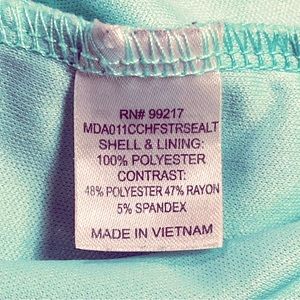 RN# 99217
MDA011CCHFSTRSEALT
SHELL & LINING:
100% POLYESTER
CONTRAST:
48% POLYESTER 47% RAYON
5% SPANDEX
MADE IN VIETNAM